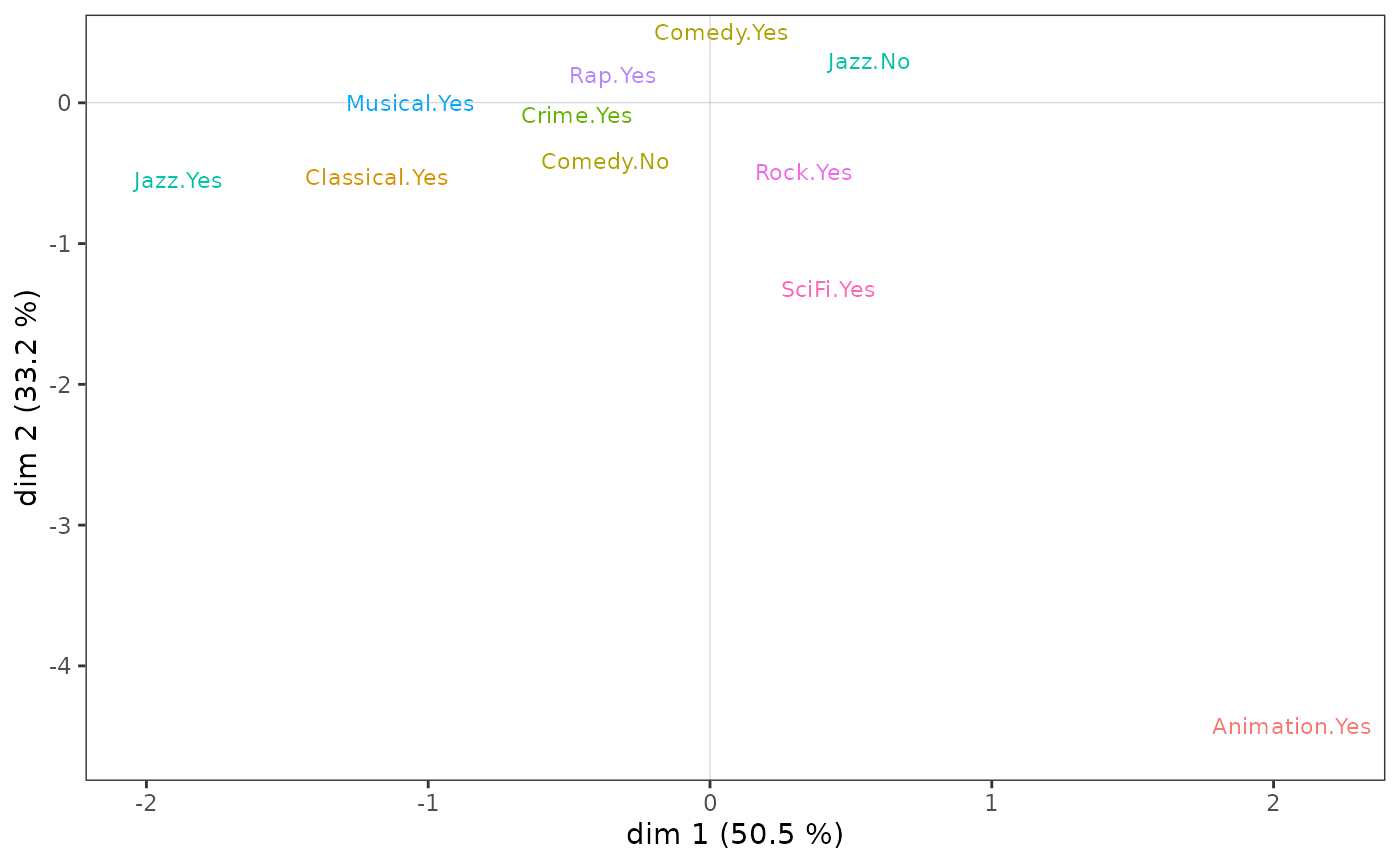 Comedy.Yes
Jazz.No
Rap.Yes
0
Musical.Yes
Crime.Yes
Comedy.No
Rock.Yes
Jazz.Yes
Classical.Yes
-1
SciFi.Yes
dim 2 (33.2 %)
-2
-3
-4
Animation.Yes
-2
-1
0
1
2
dim 1 (50.5 %)